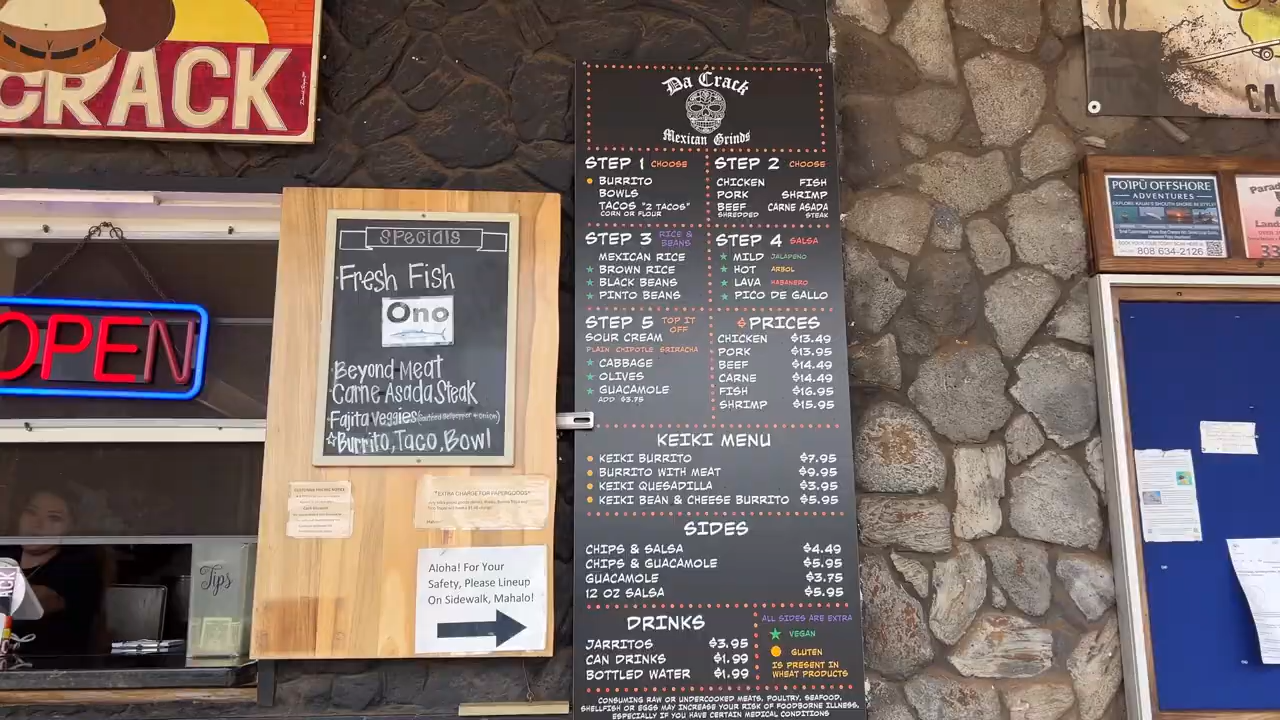 CRACK
OPEN
Tips
Specials
Fresh Fish
Ono
Beyond Meat
Carne Asada Steak
Fajita Veggies
☆Burrito, Taco, Bowl
*EXTRA CHARGE FOR PAPERGOODS*
Aloha! For Your
Safety, Please Lineup
On Sidewalk, Mahalo!
Da Crack
Mexican Grinds
STEP 1 CHOOSE
BURRITO
BOWLS
TACOS "2 TACOS"
CORN OR FLOUR
STEP 2 CHOOSE
CHICKEN FISH
PORK SHRIMP
BEEF CARNE ASADA
SHREDDED STEAK
STEP 3 RICE & BEANS
MEXICAN RICE
★ BROWN RICE
★ BLACK BEANS
★ PINTO BEANS
STEP 4 SALSA
★ MILD JALAPENO
★ HOT ARBOL
★ LAVA HABANERO
★ PICO DE GALLO
STEP 5 TOP IT OFF
SOUR CREAM
PLAIN CHIPOTLE SRIRACHA
★ CABBAGE
★ OLIVES
★ GUACAMOLE
ADD $3.75
$PRICES
CHICKEN $13.49
PORK $13.95
BEEF $14.49
CARNE $14.49
FISH $16.95
SHRIMP $15.95
KEIKI MENU
KEIKI BURRITO $7.95
BURRITO WITH MEAT $9.95
KEIKI QUESADILLA $3.95
KEIKI BEAN & CHEESE BURRITO $5.95
SIDES
CHIPS & SALSA $4.49
CHIPS & GUACAMOLE $5.95
GUACAMOLE $3.75
12 OZ SALSA $5.95
DRINKS
JARRITOS $3.95
CAN DRINKS $1.99
BOTTLED WATER $1.99
ALL SIDES ARE EXTRA
★ VEGAN
GLUTEN
IS PRESENT IN
WHEAT PRODUCTS
CONSUMING RAW OR UNDERCOOKED MEATS, POULTRY, SEAFOOD,
SHELLFISH OR EGGS MAY INCREASE YOUR RISK OF FOODBORNE ILLNESS,
ESPECIALLY IF YOU HAVE CERTAIN MEDICAL CONDITIONS
CA
POIPŪ OFFSHORE
ADVENTURES
808 634-2126
Para
Land
33